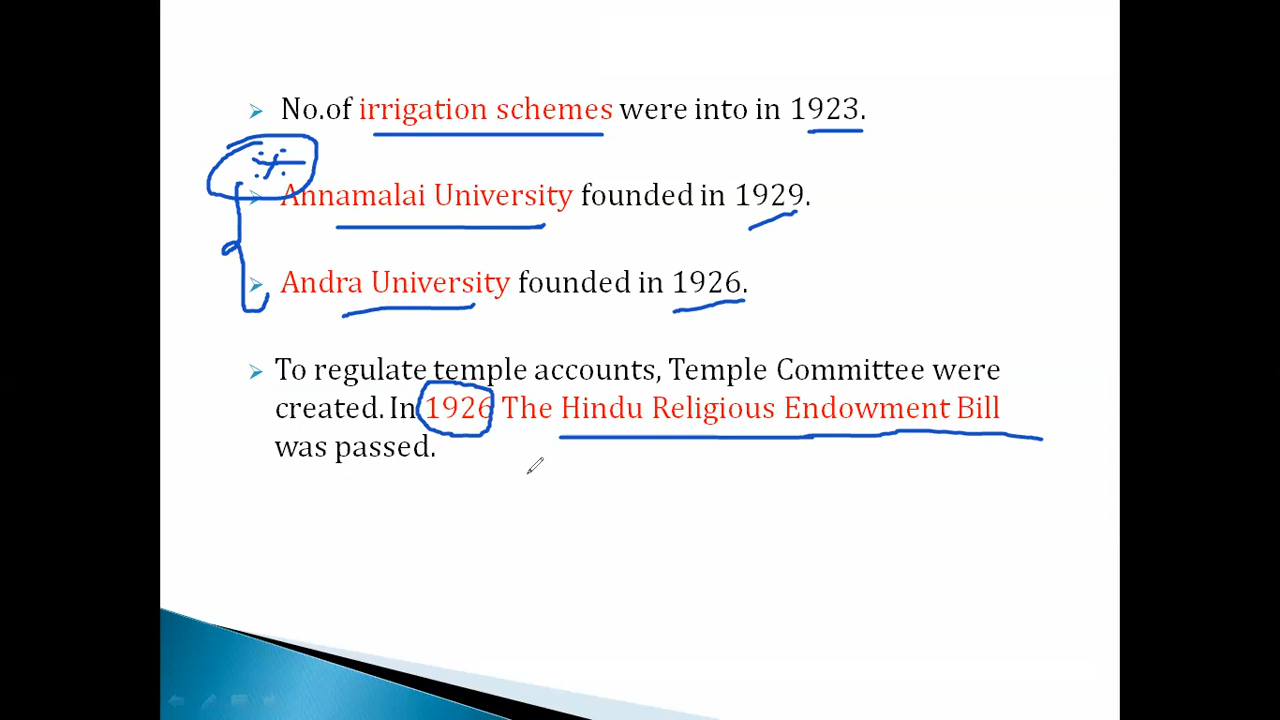 No.of irrigation schemes were into in 1923.
Annamalai University founded in 1929.
Andra University founded in 1926.
To regulate temple accounts, Temple Committee were
created. In 1926 The Hindu Religious Endowment Bill
was passed.